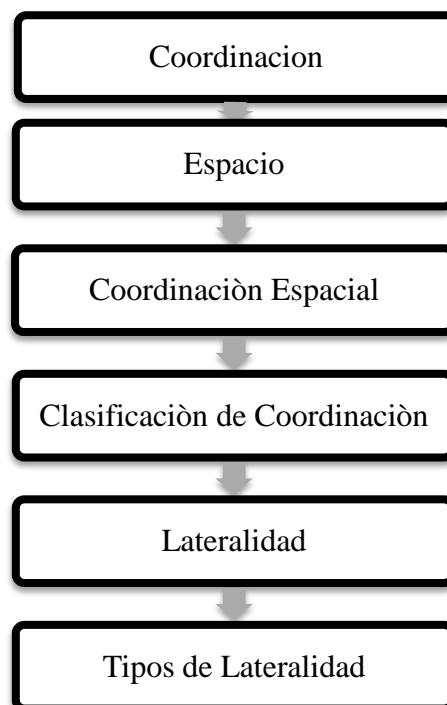 Coordinacion
Espacio
Coordinaciòn Espacial
Clasificaciòn de Coordinaciòn
Lateralidad
Tipos de Lateralidad